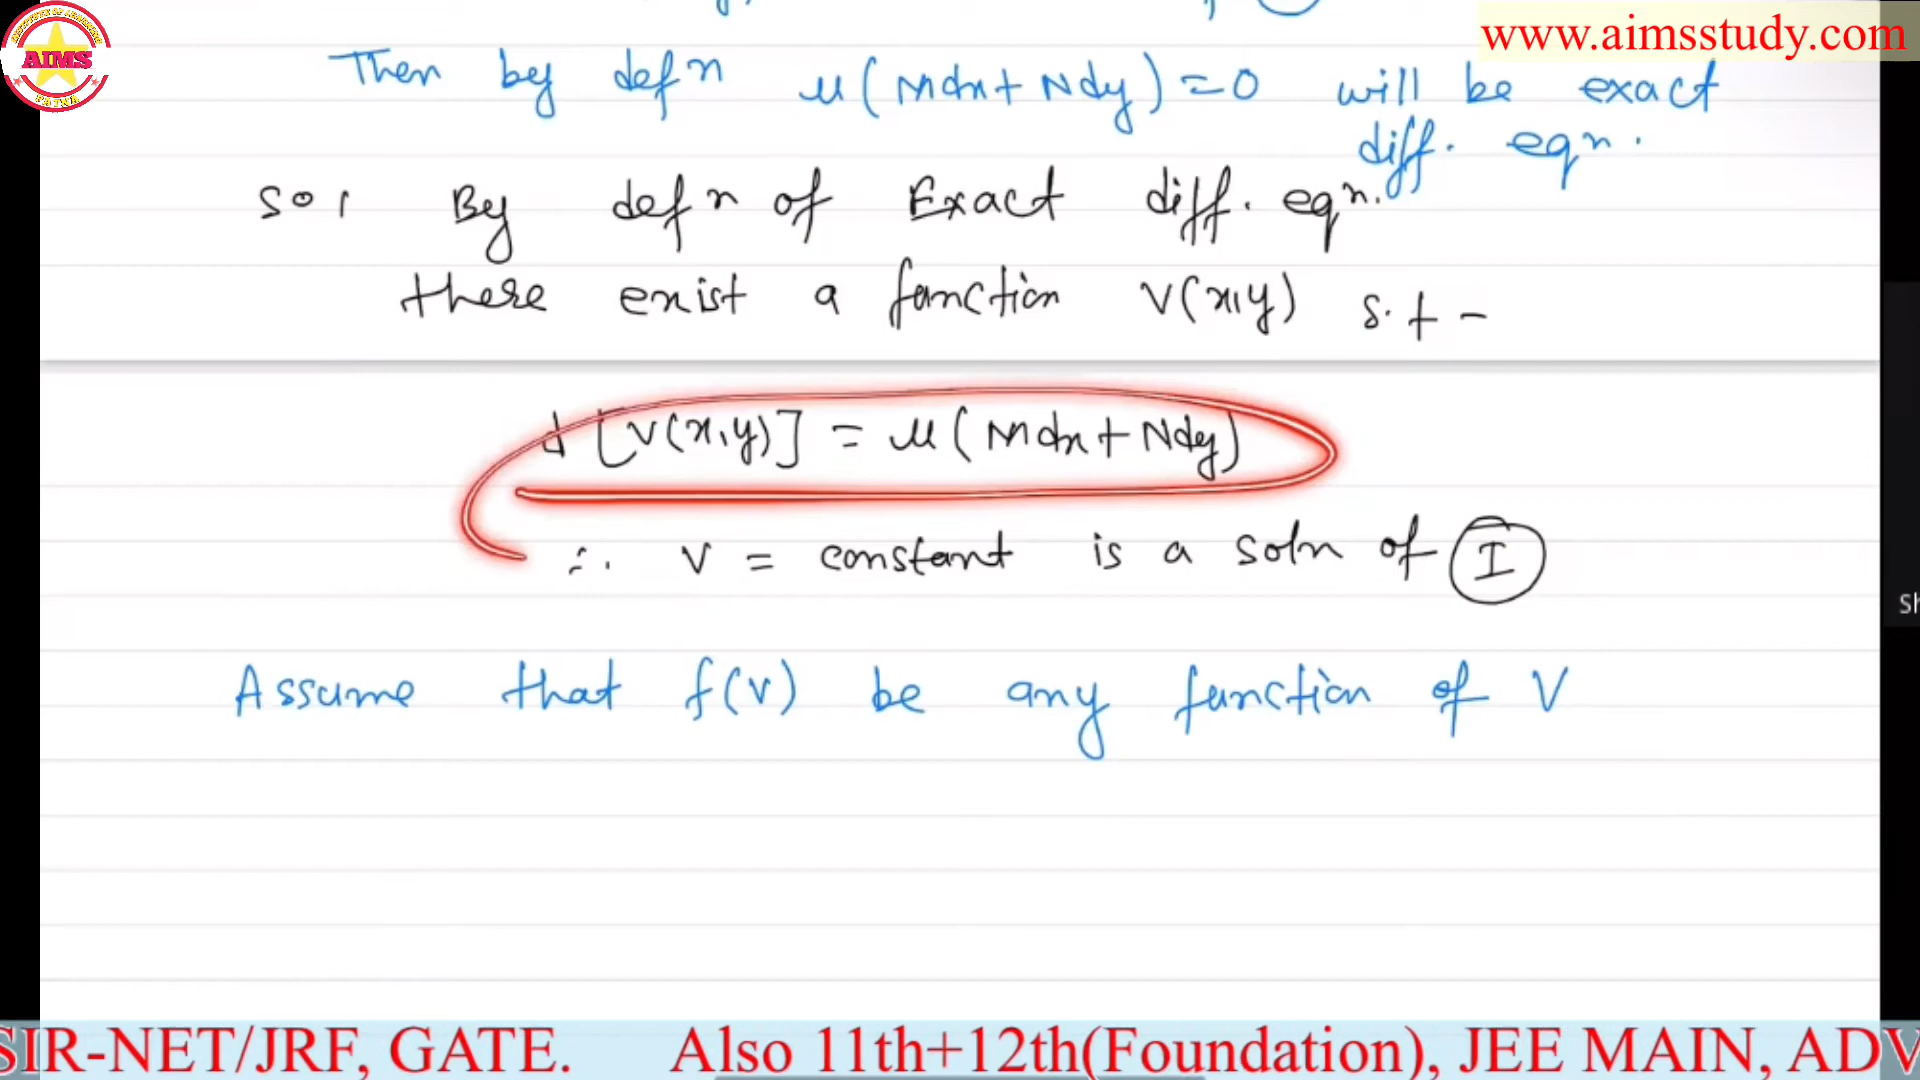 www.aimsstudy.com
AIMS
PATNA
Then by defn μ(Mdx+Ndy)=0 will be exact
diff. eqn.
So, By defn of Exact diff. eqn.
there exist a function V(x,y) s.t -
d[V(x,y)] = μ(Mdx+Ndy)
∴ V = constant is a soln of I
Sh
Assume that f(v) be any function of V
SIR-NET/JRF, GATE. Also 11th+12th(Foundation), JEE MAIN, ADV